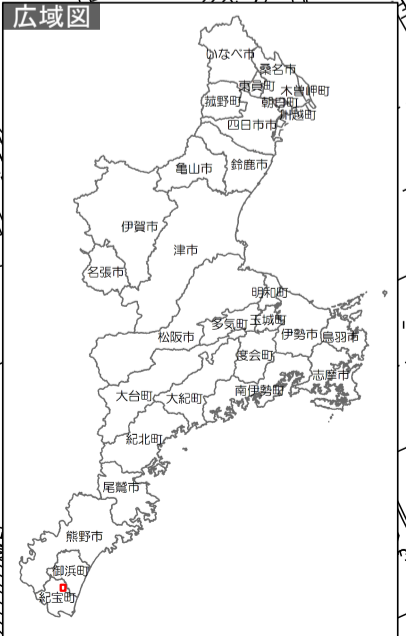 広域図
いなべ市
桑名市
東員町
木曽岬町
菰野町
朝日町
川越町
四日市市
亀山市
鈴鹿市
伊賀市
津市
名張市
明和町
多気町
玉城町
松阪市
伊勢市
鳥羽市
度会町
志摩市
大台町
大紀町
南伊勢町
紀北町
尾鷲市
熊野市
御浜町
紀宝町